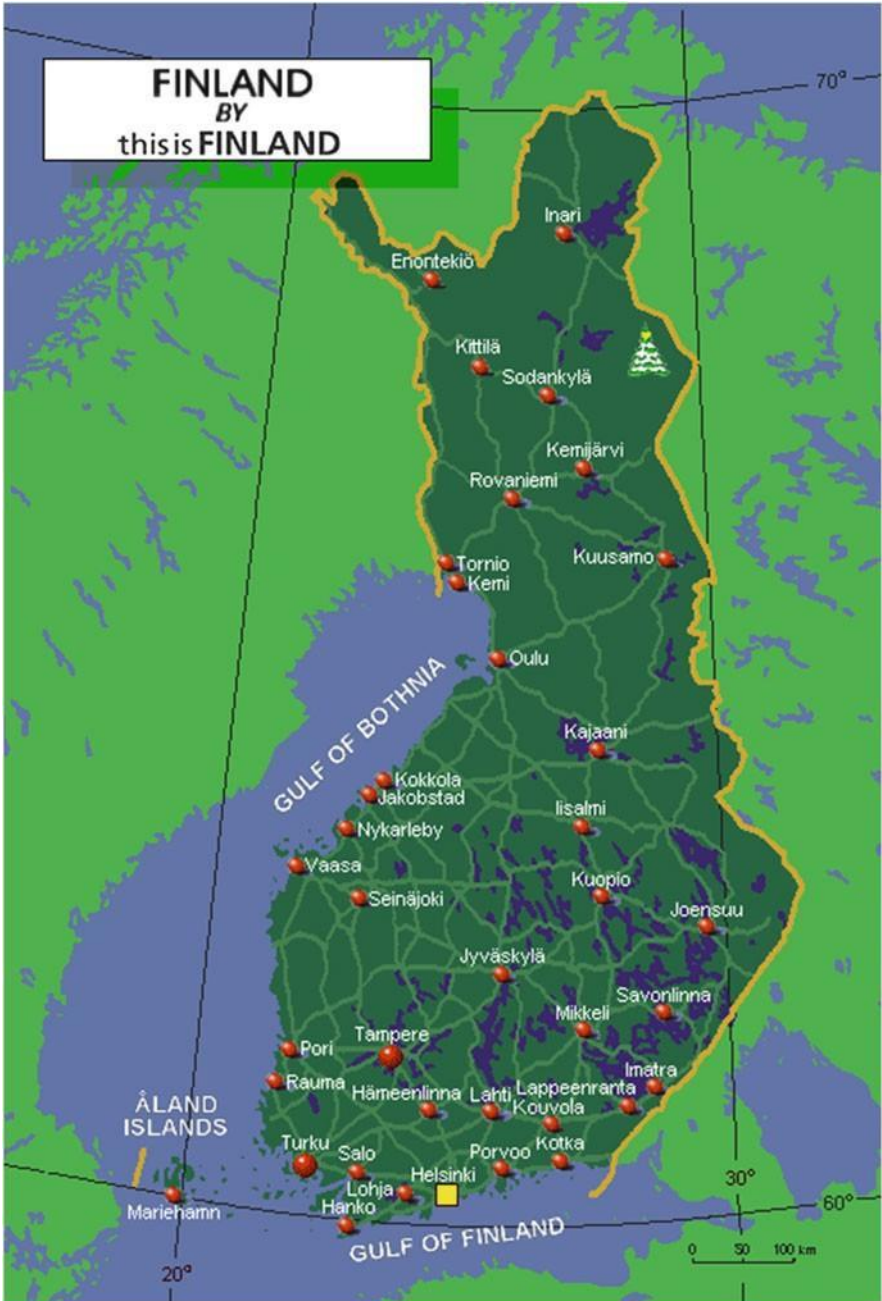 FINLAND
BY
this is FINLAND
70°
Inari
Enontekiö
Kittilä
Sodankylä
Kemijärvi
Rovaniemi
Tornio
Kemi
Kuusamo
Oulu
GULF OF BOTHNIA
Kajaani
Kokkola
Jakobstad
Iisalmi
Nykarleby
Vaasa
Kuopio
Seinäjoki
Joensuu
Jyväskylä
Savonlinna
Mikkeli
Tampere
Pori
Imatra
Rauma
Lappeenranta
Hämeenlinna
Lahti
Kouvola
ÅLAND
ISLANDS
Turku
Salo
Porvoo
Kotka
Helsinki
Lohja
Mariehamn
Hanko
30°
60°
GULF OF FINLAND
0 50 100 km
20°